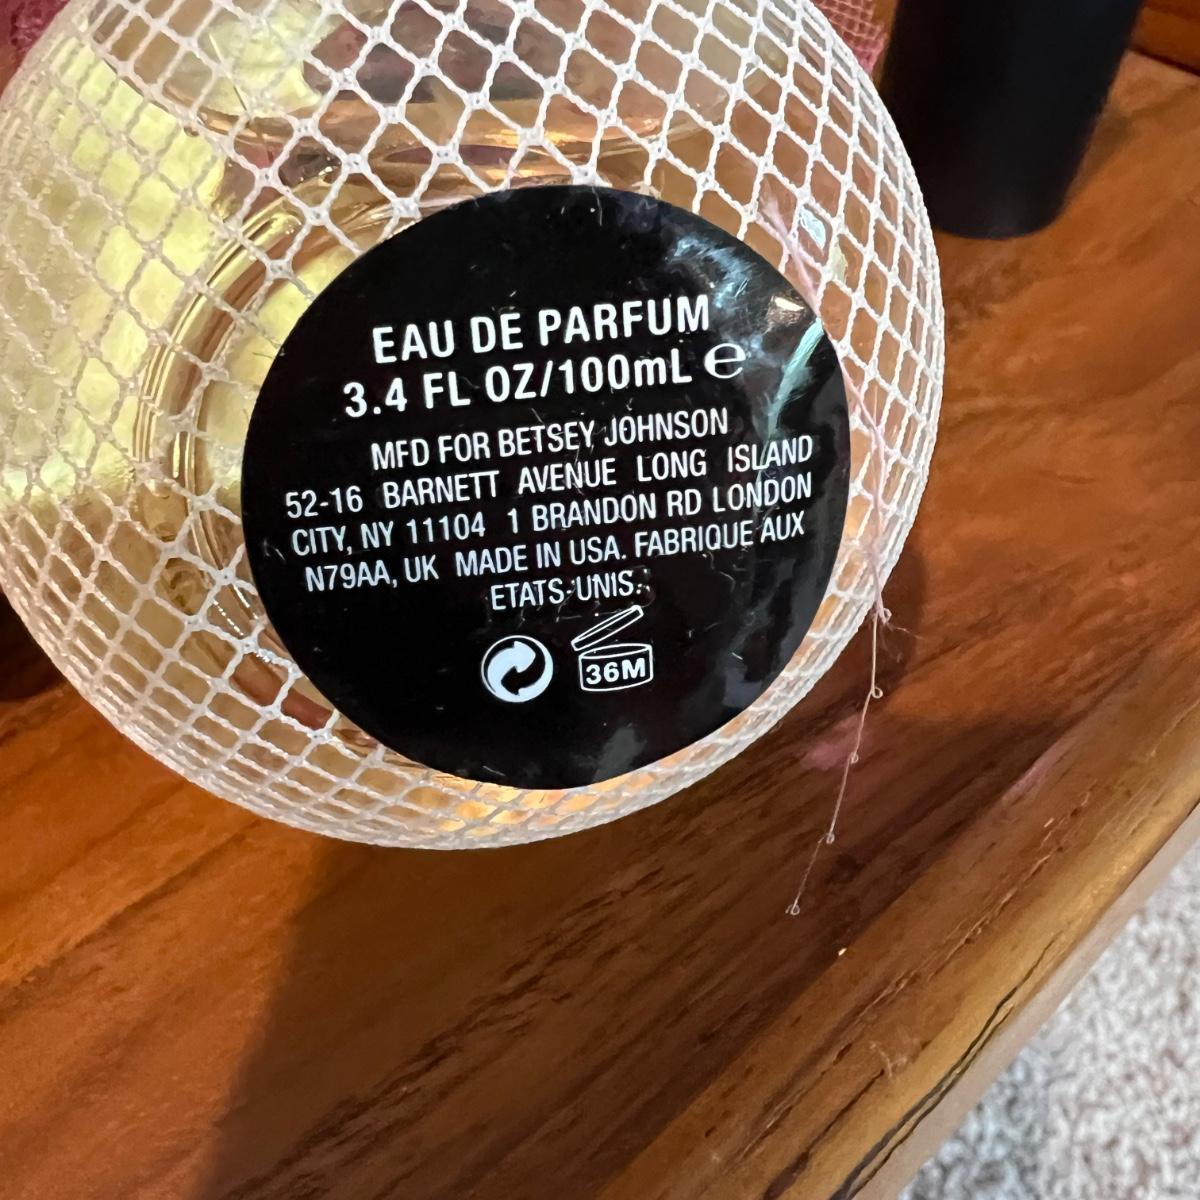 EAU DE PARFUM
3.4 FL OZ/100mL ℮
MFD FOR BETSEY JOHNSON
52-16 BARNETT AVENUE LONG ISLAND
CITY, NY 11104 1 BRANDON RD LONDON
N79AA, UK MADE IN USA. FABRIQUE AUX
ETATS-UNIS.
36M